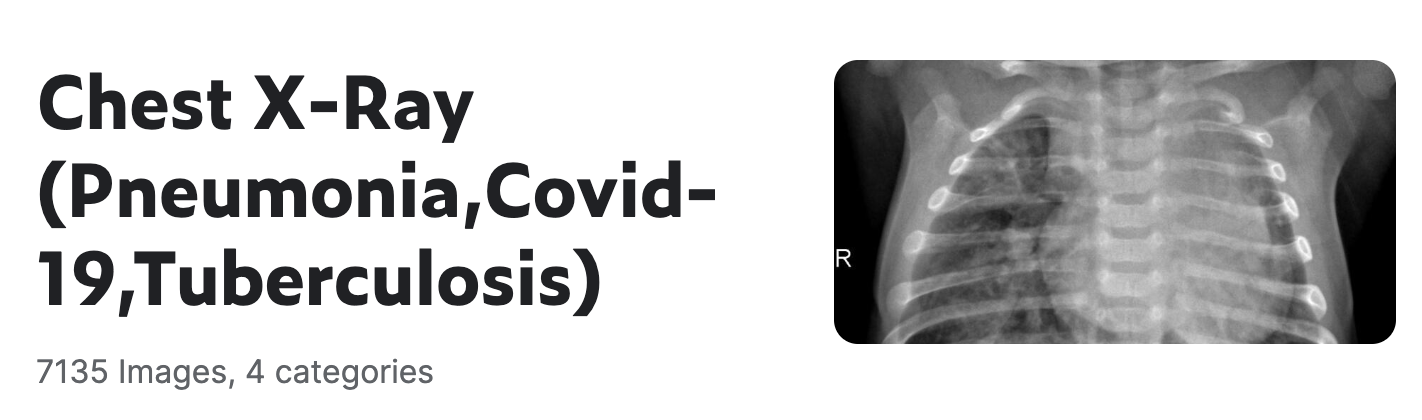 Chest X-Ray
(Pneumonia,Covid-
19,Tuberculosis)
7135 Images, 4 categories
R